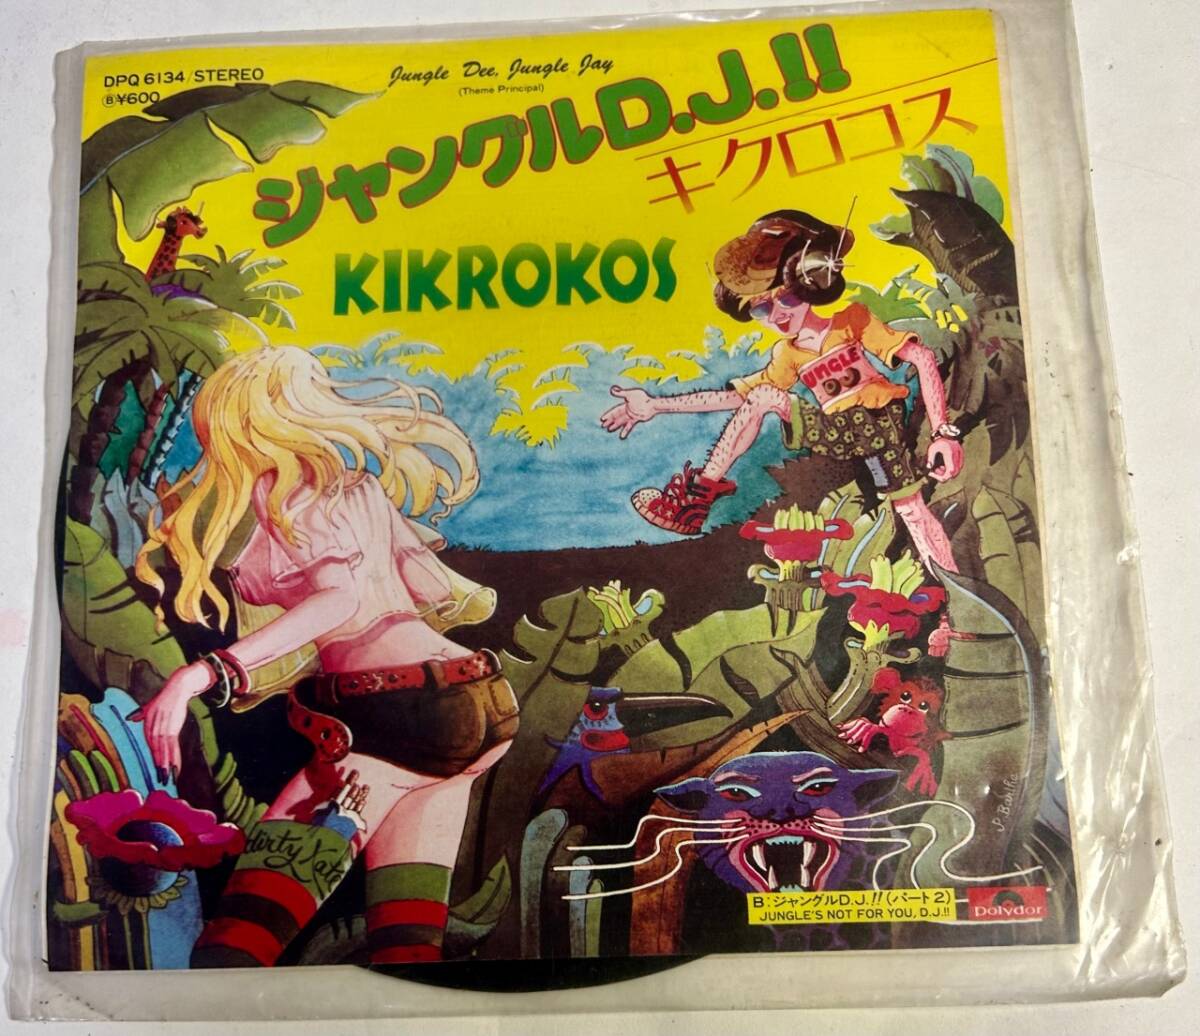 DPQ 6134/STEREO
Ⓑ¥600
Jungle Dee, Jungle Jay
(Theme Principal)
ジャングルD.J.!!
キクロコス
KIKROKOS
JUNGLE
DJ
dirty Kate
B:ジャングルD.J.!!(パート2)
JUNGLE'S NOT FOR YOU, D.J.!!
polydor